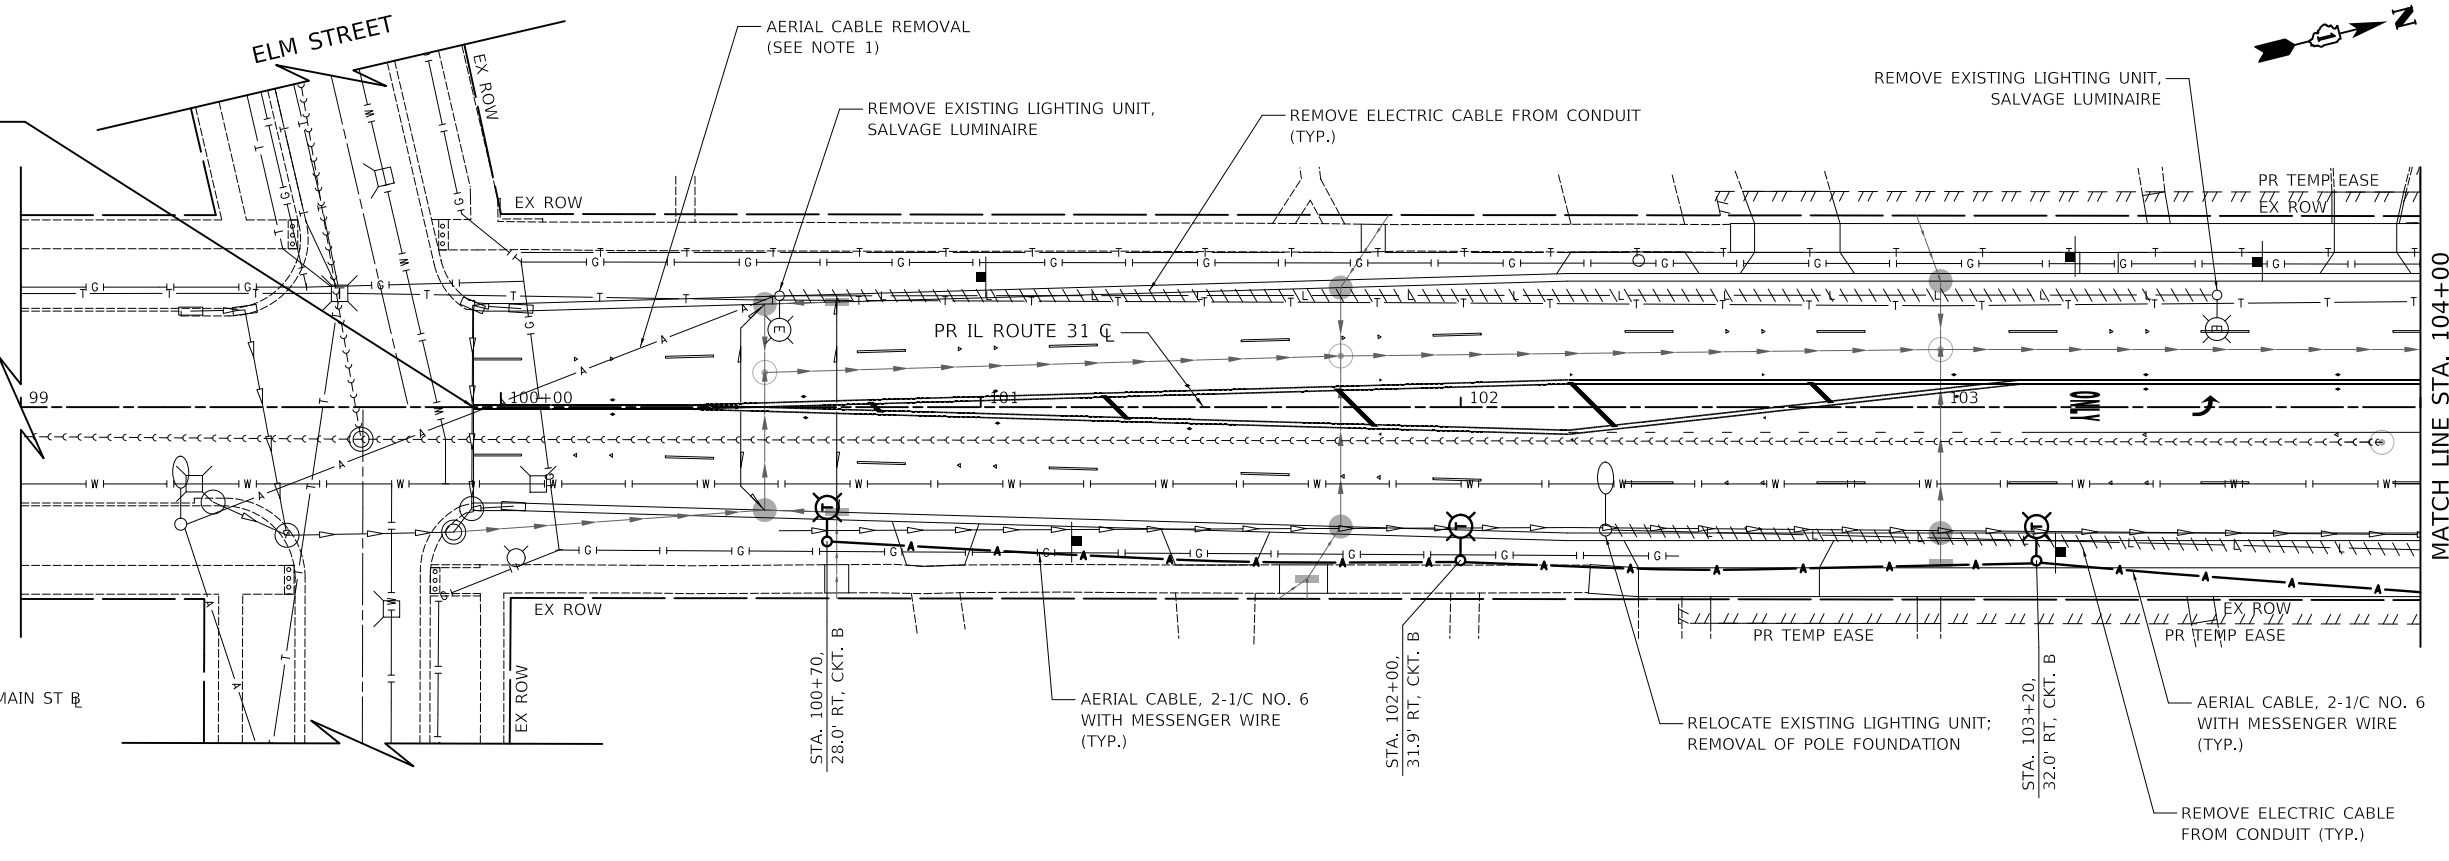 ELM STREET
EX ROW
AERIAL CABLE REMOVAL
(SEE NOTE 1)
REMOVE EXISTING LIGHTING UNIT,
SALVAGE LUMINAIRE
REMOVE ELECTRIC CABLE FROM CONDUIT
(TYP.)
REMOVE EXISTING LIGHTING UNIT,
SALVAGE LUMINAIRE
N
EX ROW
PR TEMP EASE
EX ROW
PR IL ROUTE 31 ℄
99
100+00
101
102
103
ONLY
MATCH LINE STA. 104+00
EX ROW
EX ROW
PR TEMP EASE
EX ROW
PR TEMP EASE
MAIN ST B̵L
STA. 100+70,
28.0' RT, CKT. B
AERIAL CABLE, 2-1/C NO. 6
WITH MESSENGER WIRE
(TYP.)
STA. 102+00,
31.9' RT, CKT. B
RELOCATE EXISTING LIGHTING UNIT;
REMOVAL OF POLE FOUNDATION
STA. 103+20,
32.0' RT, CKT. B
AERIAL CABLE, 2-1/C NO. 6
WITH MESSENGER WIRE
(TYP.)
REMOVE ELECTRIC CABLE
FROM CONDUIT (TYP.)